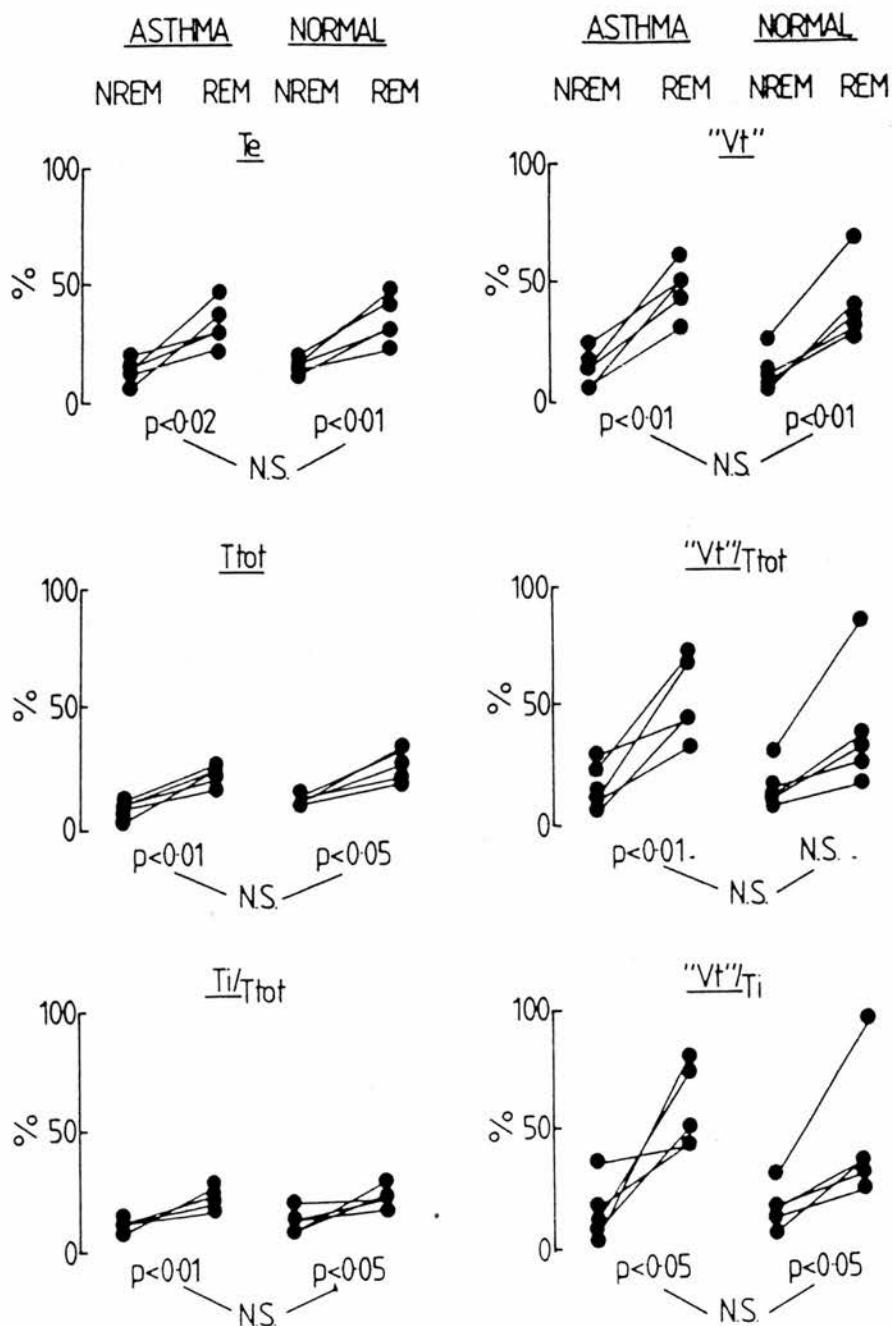 ASTHMA NORMAL ASTHMA NORMAL
NREM REM NREM REM NREM REM NREM REM
Te "Vt"
100 100
% 50 50
0 0
p<0·02 p<0·01 p<0·01 p<0·01
N.S. N.S.
Ttot "Vt"/Ttot
100 100
% 50 % 50
0 0
p<0·01 p<0·05 p<0·01 N.S.
N.S. N.S.
Ti/Ttot "Vt"/Ti
100 100
% 50 % 50
0 0
p<0·01 p<0·05 p<0·05 p<0·05
N.S. N.S.